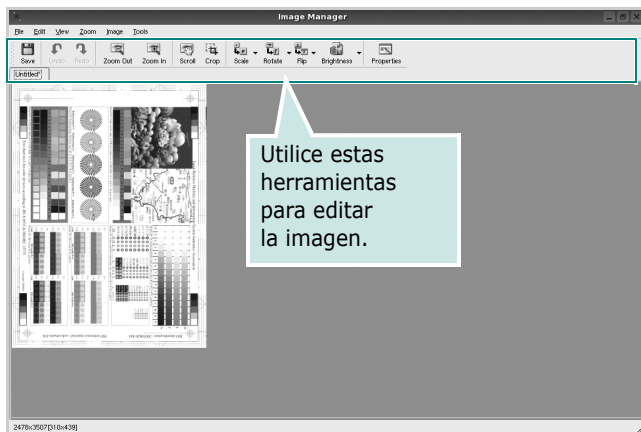 Image Manager
File Edit View Zoom Image Tools
Save Undo Redo Zoom Out Zoom In Scroll Crop Scale Rotate Flip Brightness Properties
Untitled*
Utilice estas
herramientas
para editar
la imagen.
2478x3507[310x439]